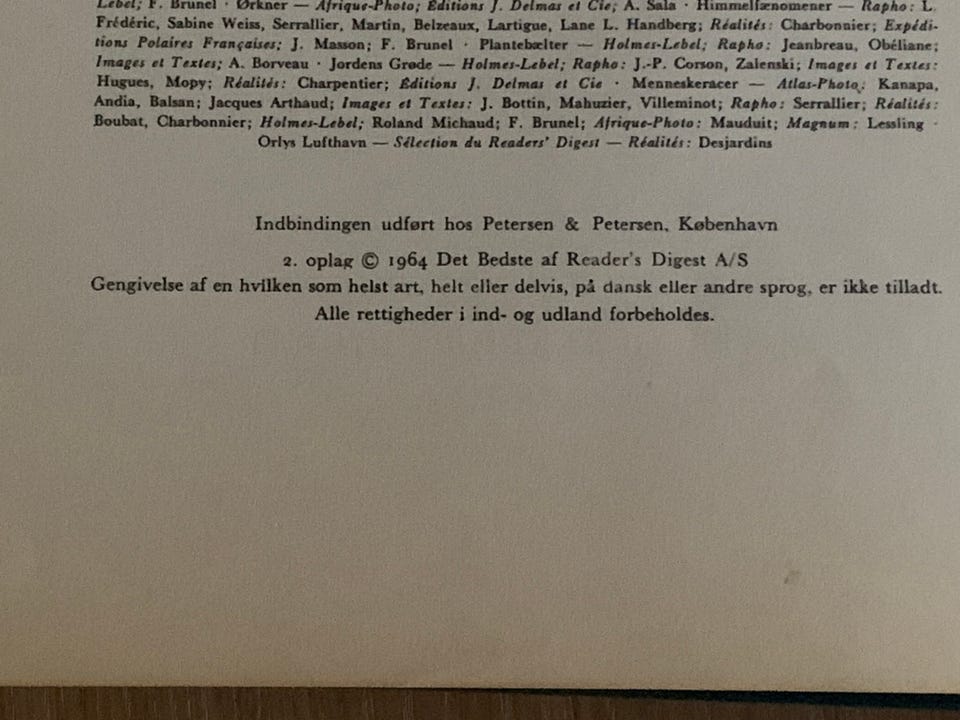 Lebel; F. Brunel · Ørkner — Afrique-Photo; Éditions J. Delmas et Cie; A. Sala · Himmelfænomener — Rapho: L.
Frédéric, Sabine Weiss, Serrallier, Martin, Belzeaux, Lartigue, Lane L. Handberg; Réalités: Charbonnier; Expédi-
tions Polaires Françaises; J. Masson; F. Brunel · Plantebælter — Holmes-Lebel; Rapho: Jeanbreau, Obéliane;
Images et Textes; A. Borveau · Jordens Grøde — Holmes-Lebel; Rapho: J.-P. Corson, Zalenski; Images et Textes:
Hugues, Mopy; Réalités: Charpentier; Éditions J. Delmas et Cie · Menneskeracer — Atlas-Photo: Kanapa,
Andia, Balsan; Jacques Arthaud; Images et Textes: J. Bottin, Mahuzier, Villeminot; Rapho: Serrallier; Réalités:
Boubat, Charbonnier; Holmes-Lebel; Roland Michaud; F. Brunel; Afrique-Photo: Mauduit; Magnum: Lessling ·
Orlys Lufthavn — Sélection du Readers' Digest — Réalités: Desjardins
Indbindingen udført hos Petersen & Petersen, København
2. oplag © 1964 Det Bedste af Reader's Digest A/S
Gengivelse af en hvilken som helst art, helt eller delvis, på dansk eller andre sprog, er ikke tilladt.
Alle rettigheder i ind- og udland forbeholdes.